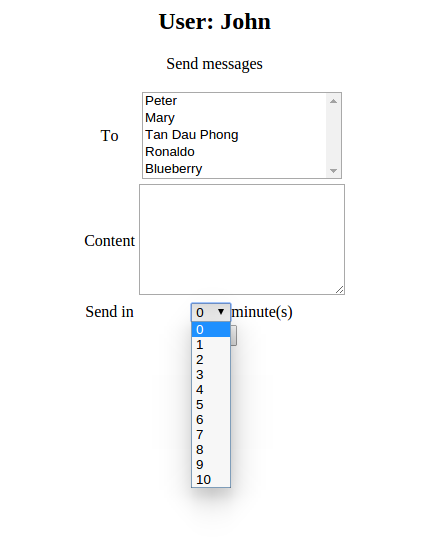 User: John
Send messages
To
Peter
Mary
Tan Dau Phong
Ronaldo
Blueberry
Content
Send in 0 minute(s)
0
1
2
3
4
5
6
7
8
9
10